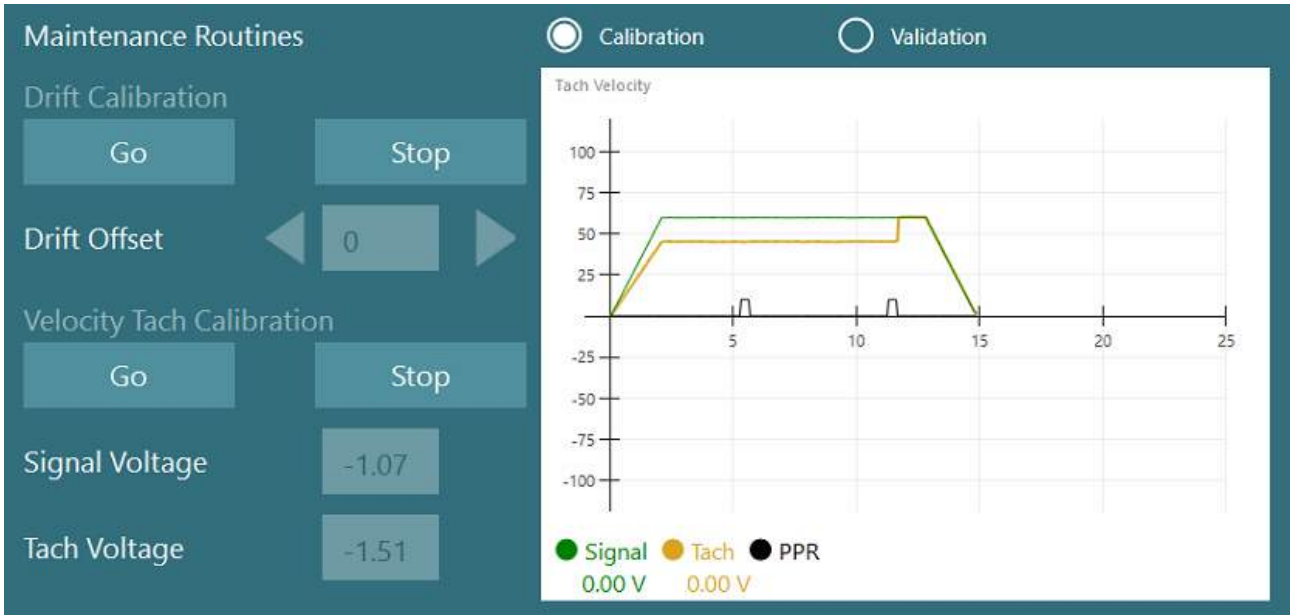 Maintenance Routines
Drift Calibration
Go Stop
Drift Offset 0
Velocity Tach Calibration
Go Stop
Signal Voltage -1.07
Tach Voltage -1.51
Calibration Validation
Tach Velocity
100
75
50
25
5 10 15 20 25
-25
-50
-75
-100
Signal Tach PPR
0.00 V 0.00 V